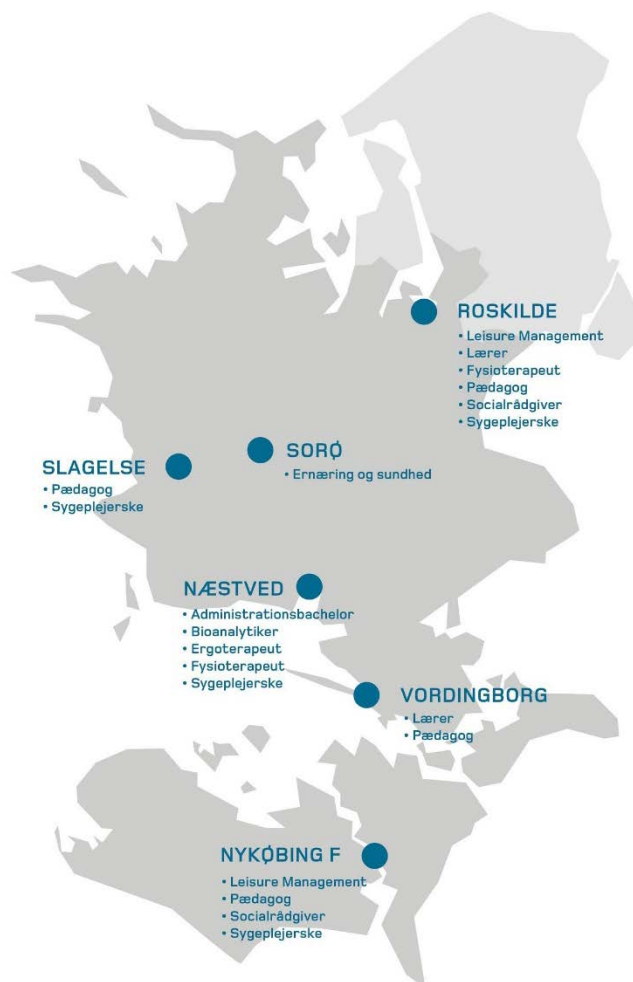 ROSKILDE
• Leisure Management
• Lærer
• Fysioterapeut
• Pædagog
• Socialrådgiver
• Sygeplejerske
SORØ
• Ernæring og sundhed
SLAGELSE
• Pædagog
• Sygeplejerske
NÆSTVED
• Administrationsbachelor
• Bioanalytiker
• Ergoterapeut
• Fysioterapeut
• Sygeplejerske
VORDINGBORG
• Lærer
• Pædagog
NYKØBING F
• Leisure Management
• Pædagog
• Socialrådgiver
• Sygeplejerske